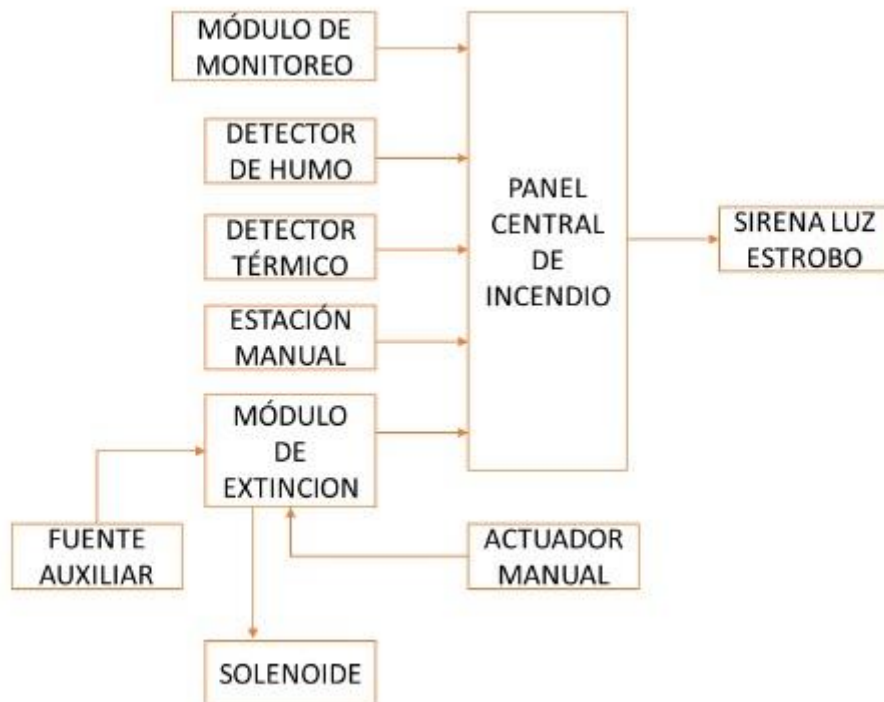 MÓDULO DE
MONITOREO
DETECTOR
DE HUMO
DETECTOR
TÉRMICO
ESTACIÓN
MANUAL
MÓDULO
DE
EXTINCION
FUENTE
AUXILIAR
SOLENOIDE
ACTUADOR
MANUAL
PANEL
CENTRAL
DE
INCENDIO
SIRENA LUZ
ESTROBO